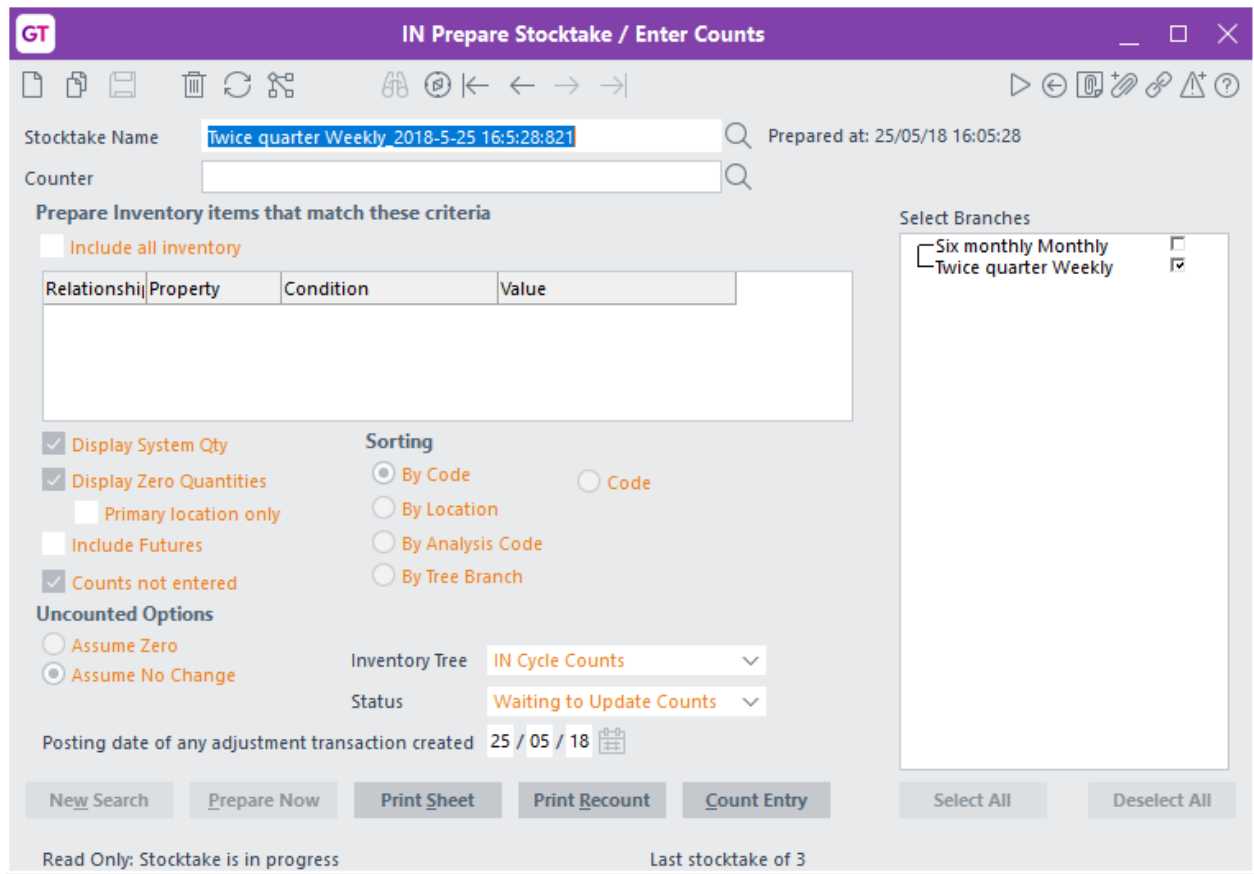 GT IN Prepare Stocktake / Enter Counts
Stocktake Name Twice quarter Weekly_2018-5-25 16:5:28:821 Prepared at: 25/05/18 16:05:28
Counter
Prepare Inventory items that match these criteria
Select Branches
Include all inventory
Six monthly Monthly
Twice quarter Weekly
Relationshi Property Condition Value
Display System Qty
Sorting
Display Zero Quantities
By Code
Code
Primary location only
By Location
Include Futures
By Analysis Code
Counts not entered
By Tree Branch
Uncounted Options
Assume Zero
Assume No Change
Inventory Tree IN Cycle Counts
Status Waiting to Update Counts
Posting date of any adjustment transaction created 25 / 05 / 18
New Search Prepare Now Print Sheet Print Recount Count Entry Select All Deselect All
Read Only: Stocktake is in progress Last stocktake of 3